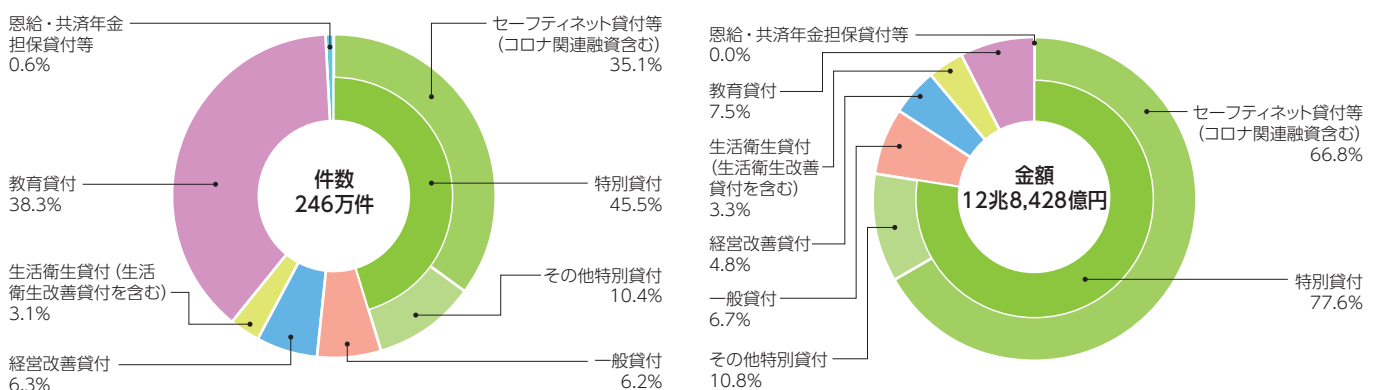 恩給・共済年金
担保貸付等
0.6%
教育貸付
38.3%
生活衛生貸付(生活
衛生改善貸付を含む)
3.1%
経営改善貸付
6.3%
件数
246万件
セーフティネット貸付等
(コロナ関連融資含む)
35.1%
特別貸付
45.5%
その他特別貸付
10.4%
一般貸付
6.2%
恩給・共済年金担保貸付等
0.0%
教育貸付
7.5%
生活衛生貸付
(生活衛生改善
貸付を含む)
3.3%
経営改善貸付
4.8%
一般貸付
6.7%
その他特別貸付
10.8%
金額
12兆8,428億円
セーフティネット貸付等
(コロナ関連融資含む)
66.8%
特別貸付
77.6%